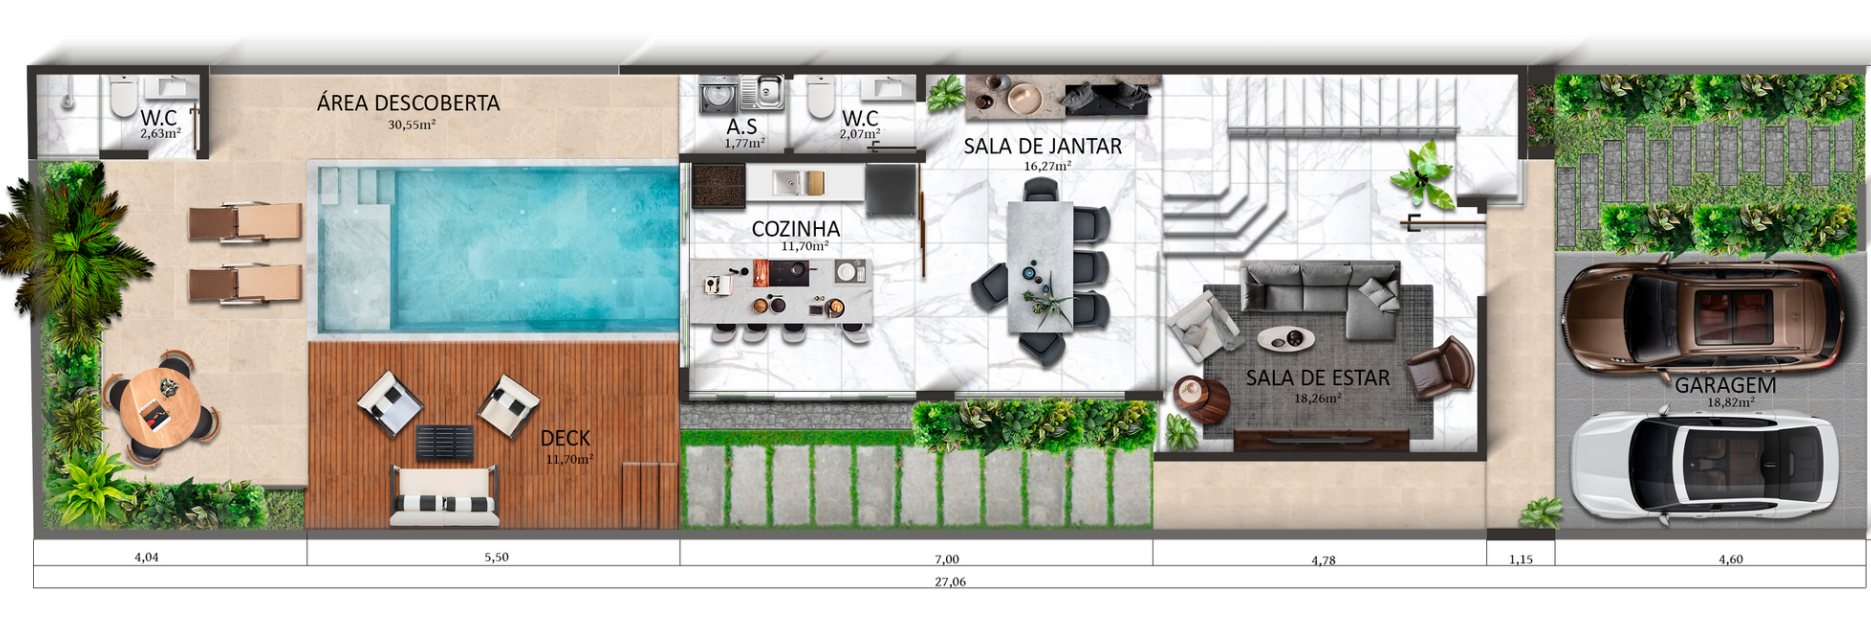 ÁREA DESCOBERTA
30,55m²
W.C
2,63m²
A.S
1,77m²
W.C
2,07m²
SALA DE JANTAR
16,27m²
COZINHA
11,70m²
SALA DE ESTAR
18,26m²
GARAGEM
18,82m²
DECK
11,70m²
4,04
5,50
7,00
4,78
1,15
4,60
27,06